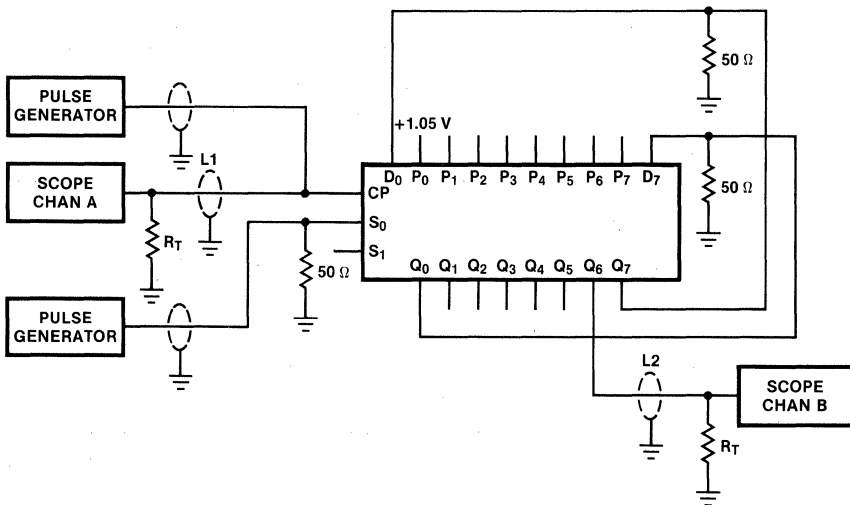 50 Ω
PULSE
GENERATOR
+1.05 V
L1
SCOPE
CHAN A
D₀ P₀ P₁ P₂ P₃ P₄ P₅ P₆ P₇ D₇
CP
50 Ω
S₀
R_T
S₁
50 Ω
Q₀ Q₁ Q₂ Q₃ Q₄ Q₅ Q₆ Q₇
PULSE
GENERATOR
L2
SCOPE
CHAN B
R_T